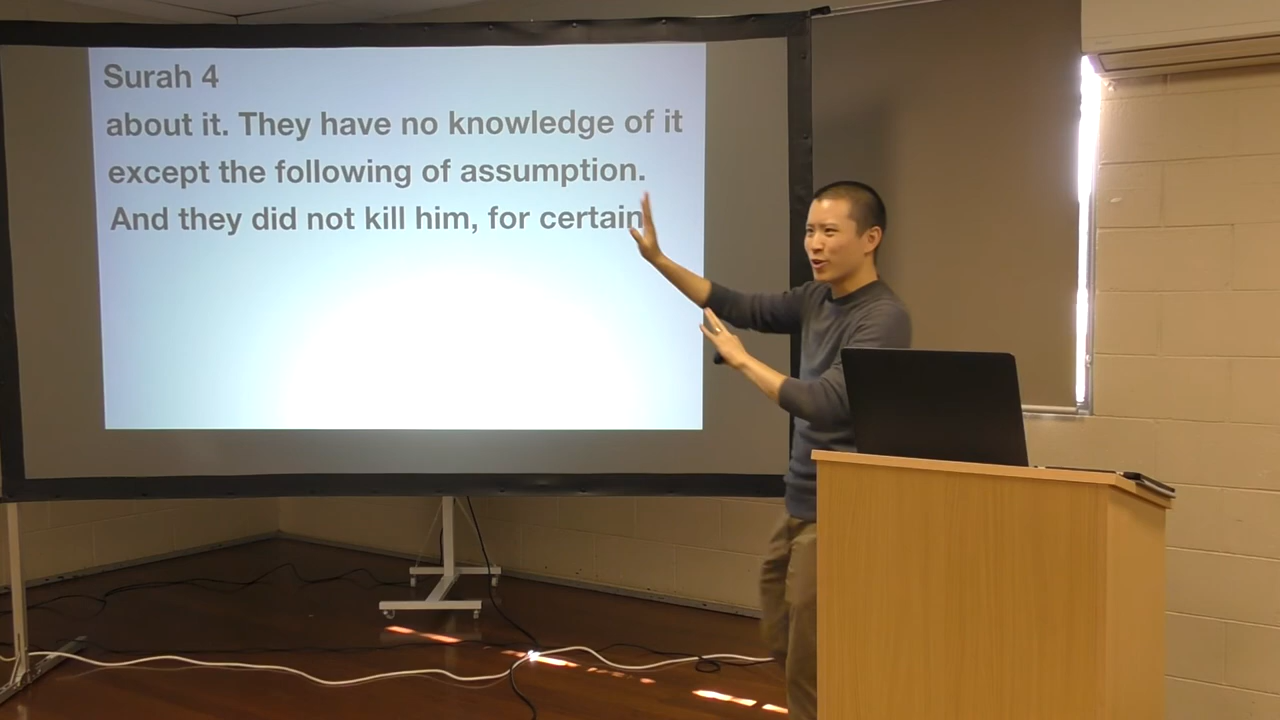 Surah 4
about it. They have no knowledge of it
except the following of assumption.
And they did not kill him, for certain